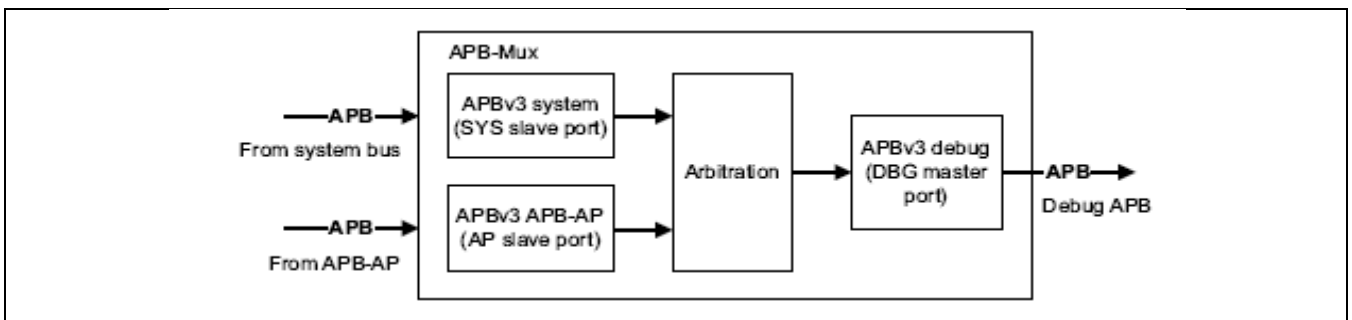 APB-Mux
APBv3 system
(SYS slave port)
APB
From system bus
APBv3 APB-AP
(AP slave port)
APB
From APB-AP
Arbitration
APBv3 debug
(DBG master
port)
APB
Debug APB